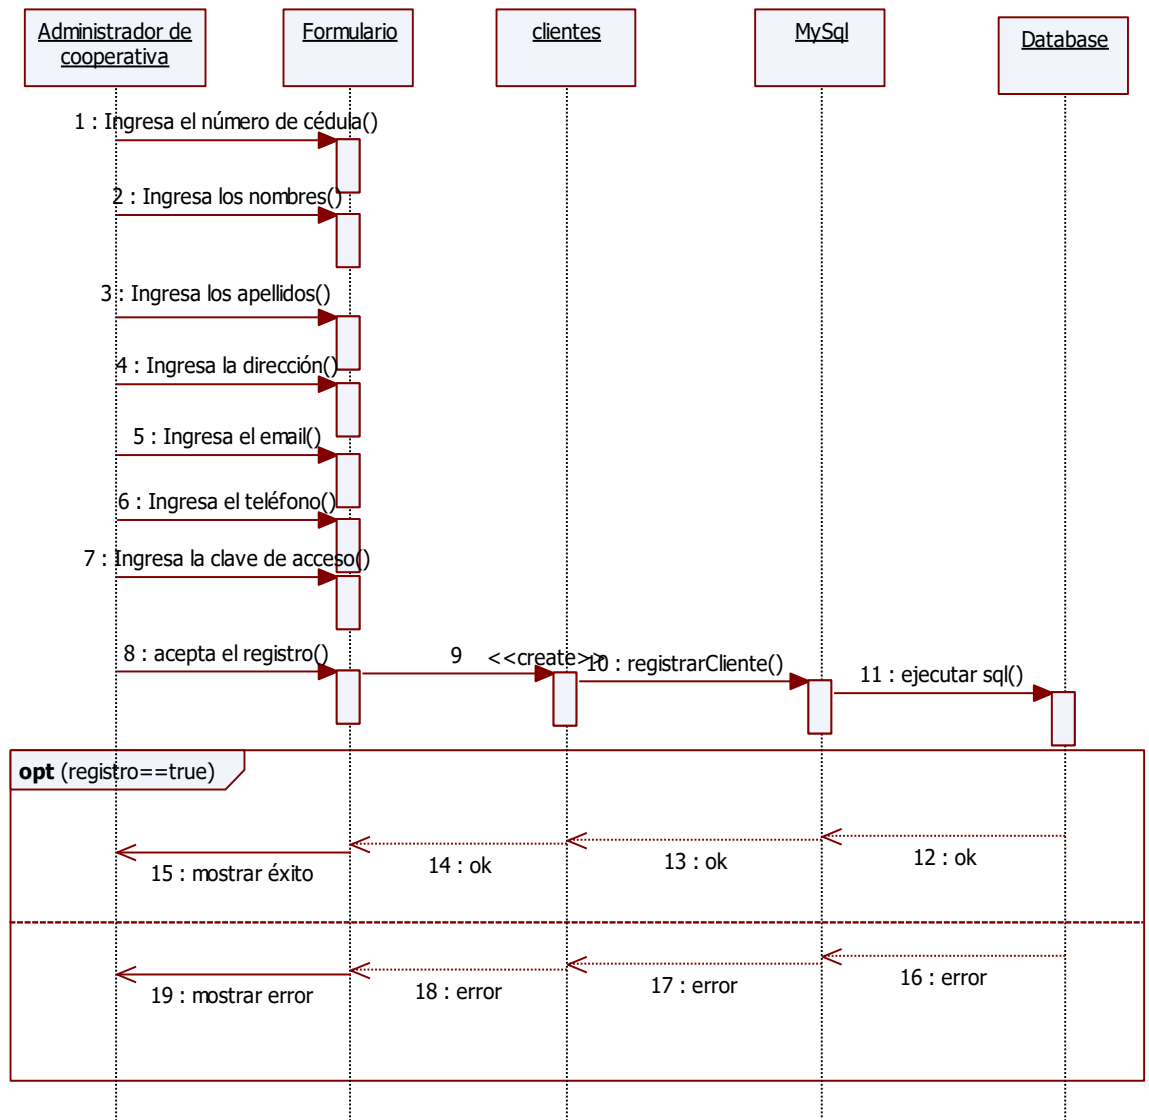 Administrador de
cooperativa
Formulario
clientes
MySql
Database
1 : Ingresa el número de cédula()
2 : Ingresa los nombres()
3 : Ingresa los apellidos()
4 : Ingresa la dirección()
5 : Ingresa el email()
6 : Ingresa el teléfono()
7 : Ingresa la clave de acceso()
8 : acepta el registro()
9 <<create>>
10 : registrarCliente()
11 : ejecutar sql()
opt (registro==true)
12 : ok
13 : ok
14 : ok
15 : mostrar éxito
16 : error
17 : error
18 : error
19 : mostrar error